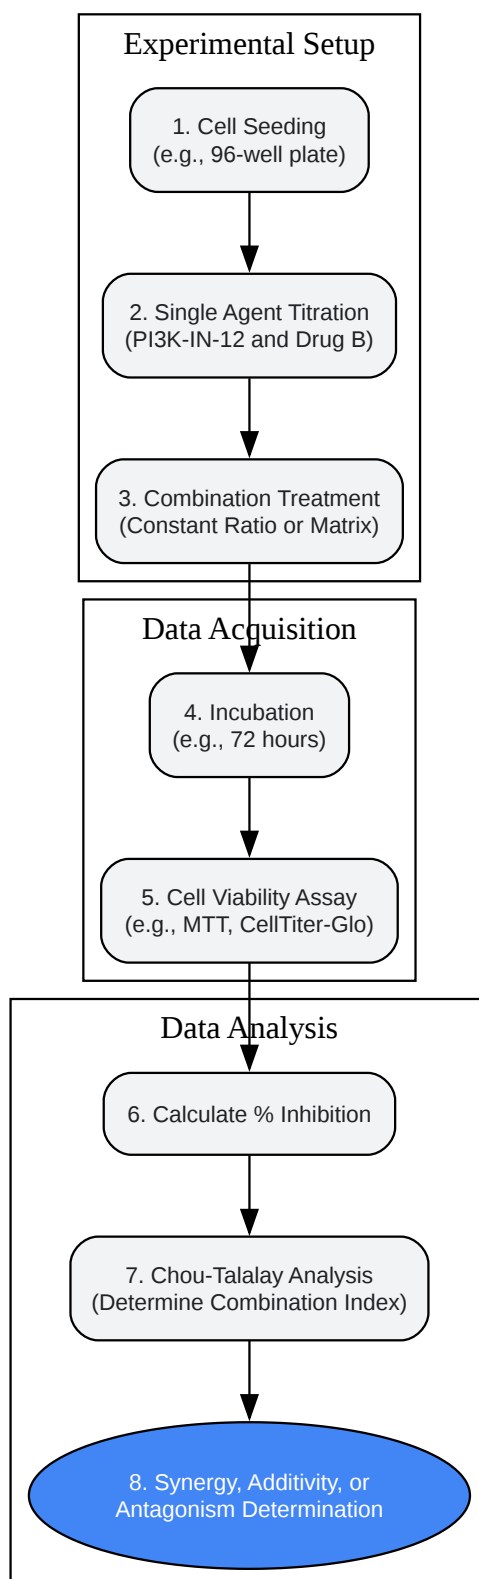 Experimental Setup
1. Cell Seeding
(e.g., 96-well plate)
2. Single Agent Titration
(PI3K-IN-12 and Drug B)
3. Combination Treatment
(Constant Ratio or Matrix)
Data Acquisition
4. Incubation
(e.g., 72 hours)
5. Cell Viability Assay
(e.g., MTT, CellTiter-Glo)
Data Analysis
6. Calculate % Inhibition
7. Chou-Talalay Analysis
(Determine Combination Index)
8. Synergy, Additivity, or
Antagonism Determination